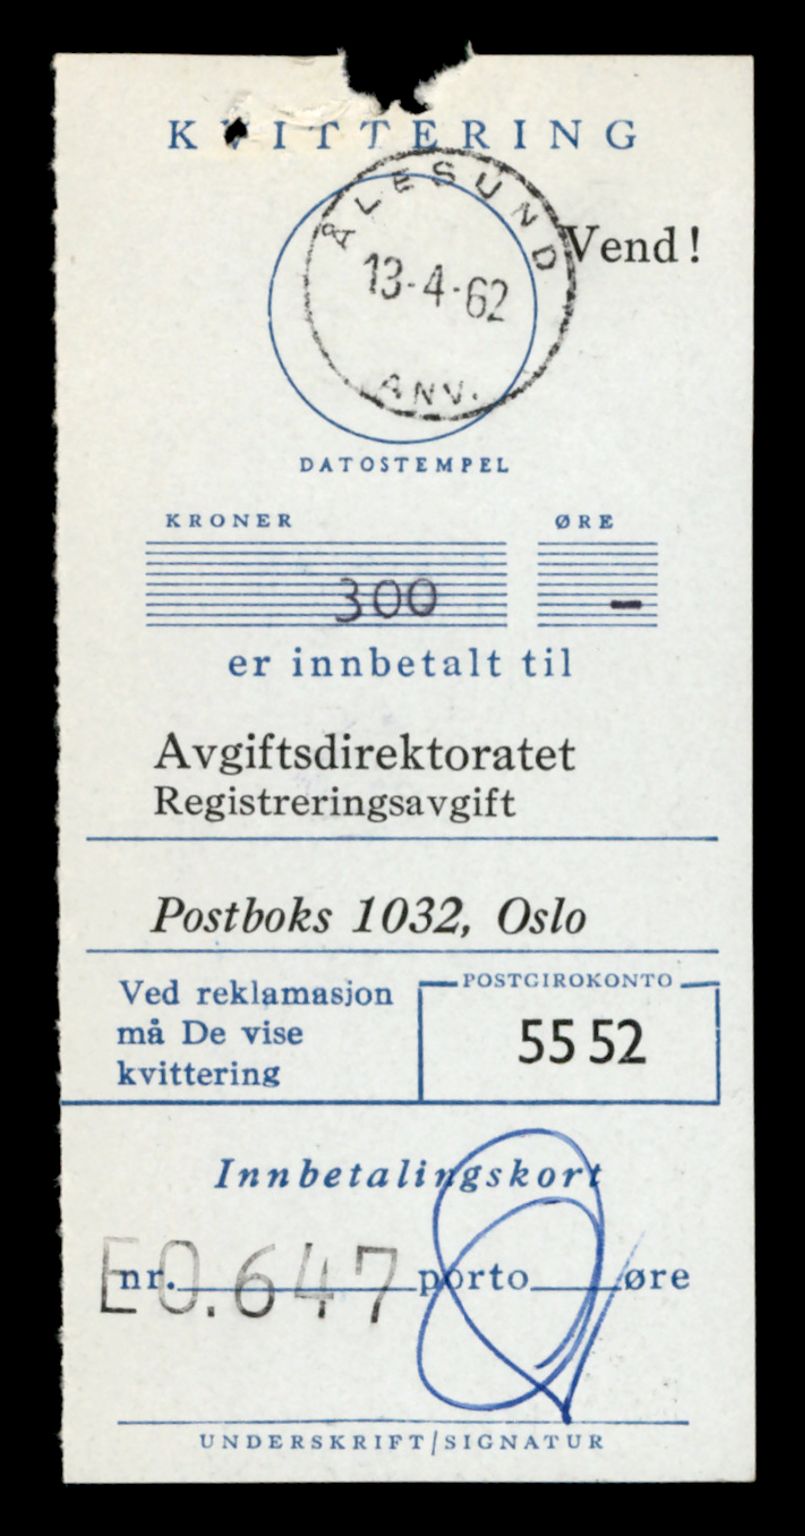 KVITTERING
ÅLESUND
Vend!
13-4-62
ANV.
DATOSTEMPEL
KRONER ØRE
300 –
er innbetalt til
Avgiftsdirektoratet
Registreringsavgift
Postboks 1032, Oslo
Ved reklamasjon
må De vise
kvittering
POSTGIROKONTO
55 52
Innbetalingskort
nr. E0.647 porto øre
UNDERSKRIFT/SIGNATUR